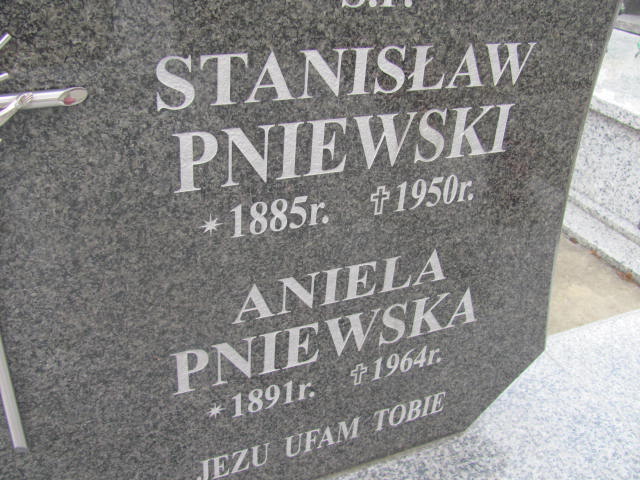 Ś.P.
STANISŁAW
PNIEWSKI
* 1885r. ✝ 1950r.
ANIELA
PNIEWSKA
* 1891r. ✝ 1964r.
JEZU UFAM TOBIE